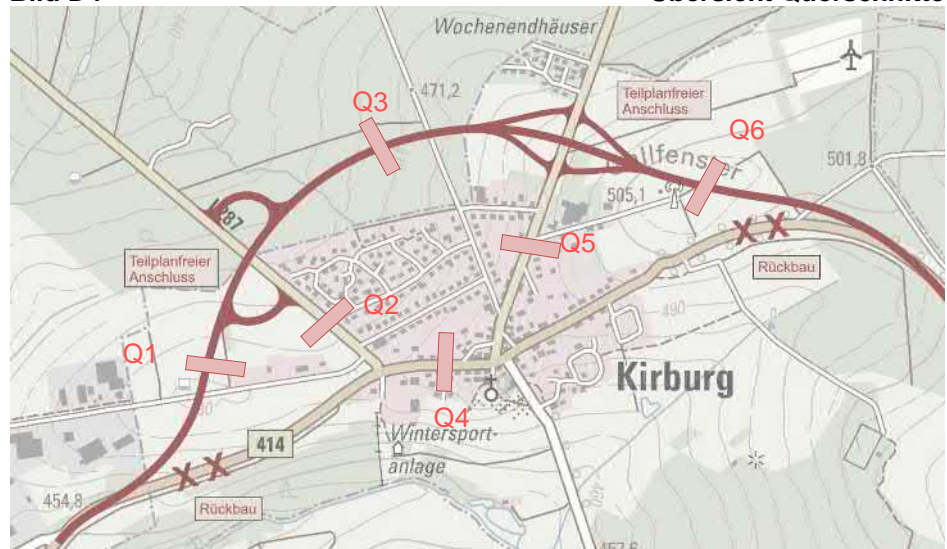 Wochenendhäuser
471,2
Teilplanfreier
Anschluss
Q3
Q6
501,8
505,1
L287
Q5
Teilplanfreier
Anschluss
Rückbau
Q2
490
Q1
Kirburg
Q4
414
Wintersport-
anlage
454,8
Rückbau